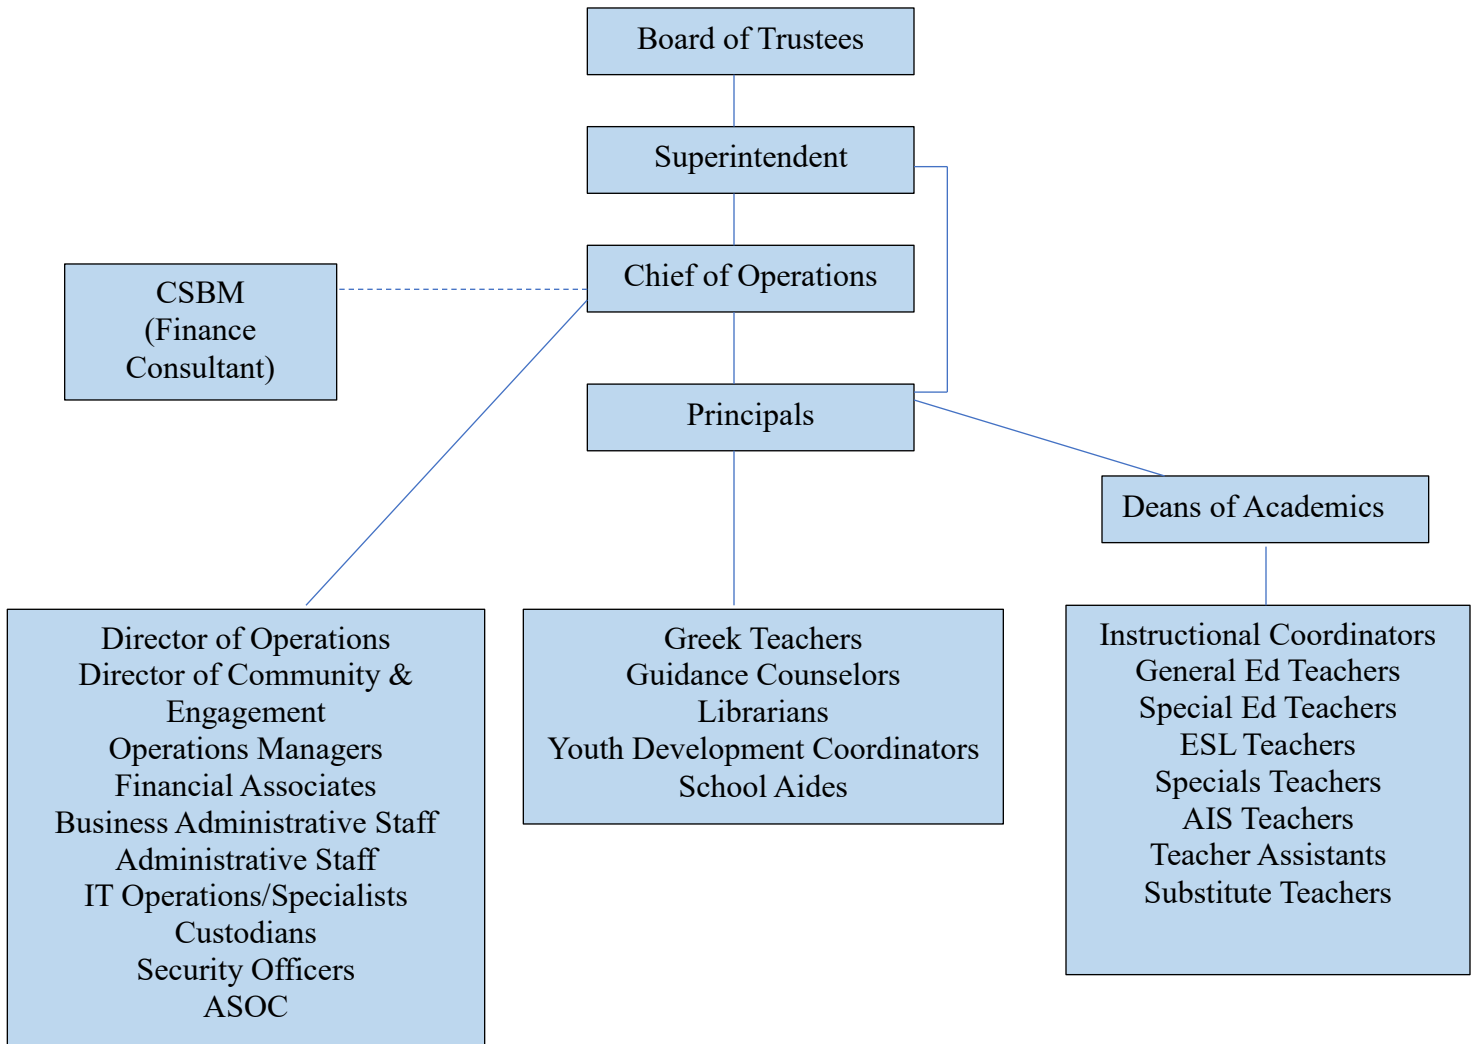 Board of Trustees
Superintendent
Chief of Operations
CSBM
(Finance
Consultant)
Principals
Deans of Academics
Director of Operations
Director of Community &
Engagement
Operations Managers
Financial Associates
Business Administrative Staff
Administrative Staff
IT Operations/Specialists
Custodians
Security Officers
ASOC
Greek Teachers
Guidance Counselors
Librarians
Youth Development Coordinators
School Aides
Instructional Coordinators
General Ed Teachers
Special Ed Teachers
ESL Teachers
Specials Teachers
AIS Teachers
Teacher Assistants
Substitute Teachers